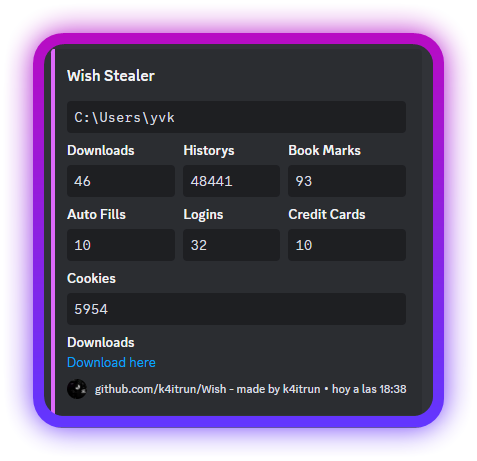 Wish Stealer
C:\Users\yvk
Downloads Historys Book Marks
46 48441 93
Auto Fills Logins Credit Cards
10 32 10
Cookies
5954
Downloads
Download here
github.com/k4itrun/Wish - made by k4itrun • hoy a las 18:38